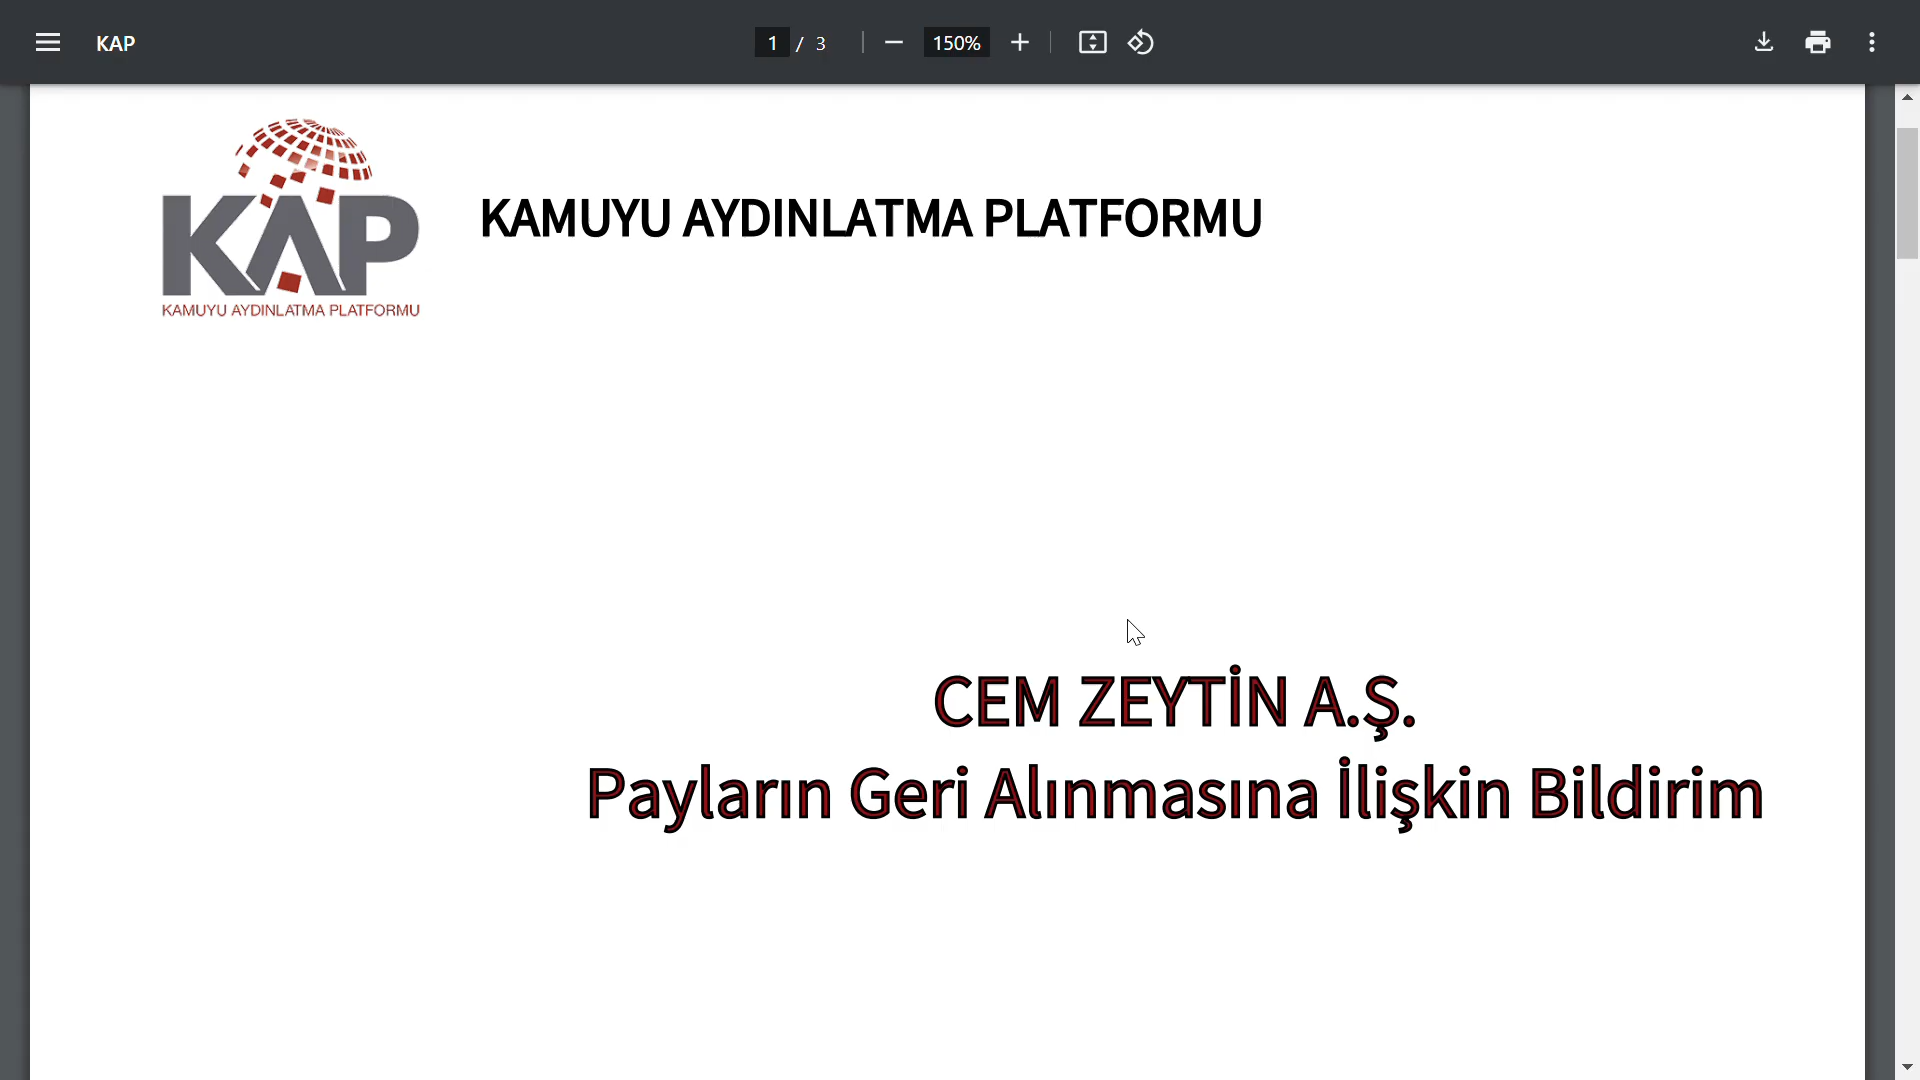 KAP
1 / 3
150%
KAP
KAMUYU AYDINLATMA PLATFORMU
KAMUYU AYDINLATMA PLATFORMU
CEM ZEYTİN A.Ş.
Payların Geri Alınmasına İlişkin Bildirim